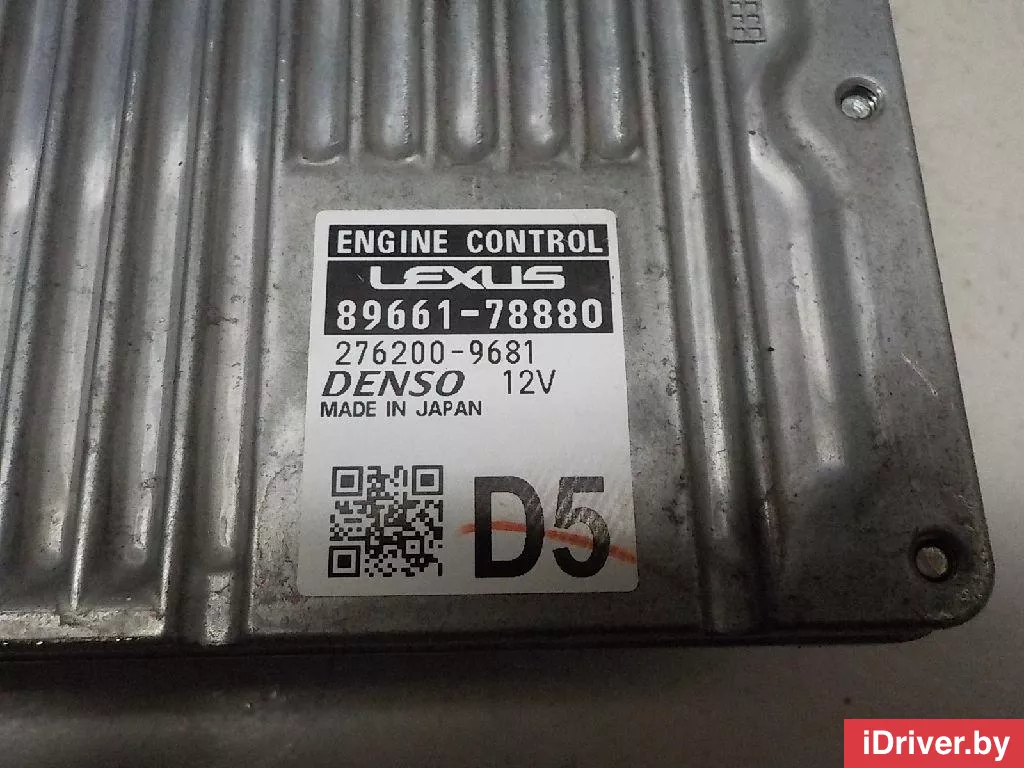 ENGINE CONTROL
LEXUS
89661-78880
276200-9681
DENSO 12V
MADE IN JAPAN
D5
iDriver.by